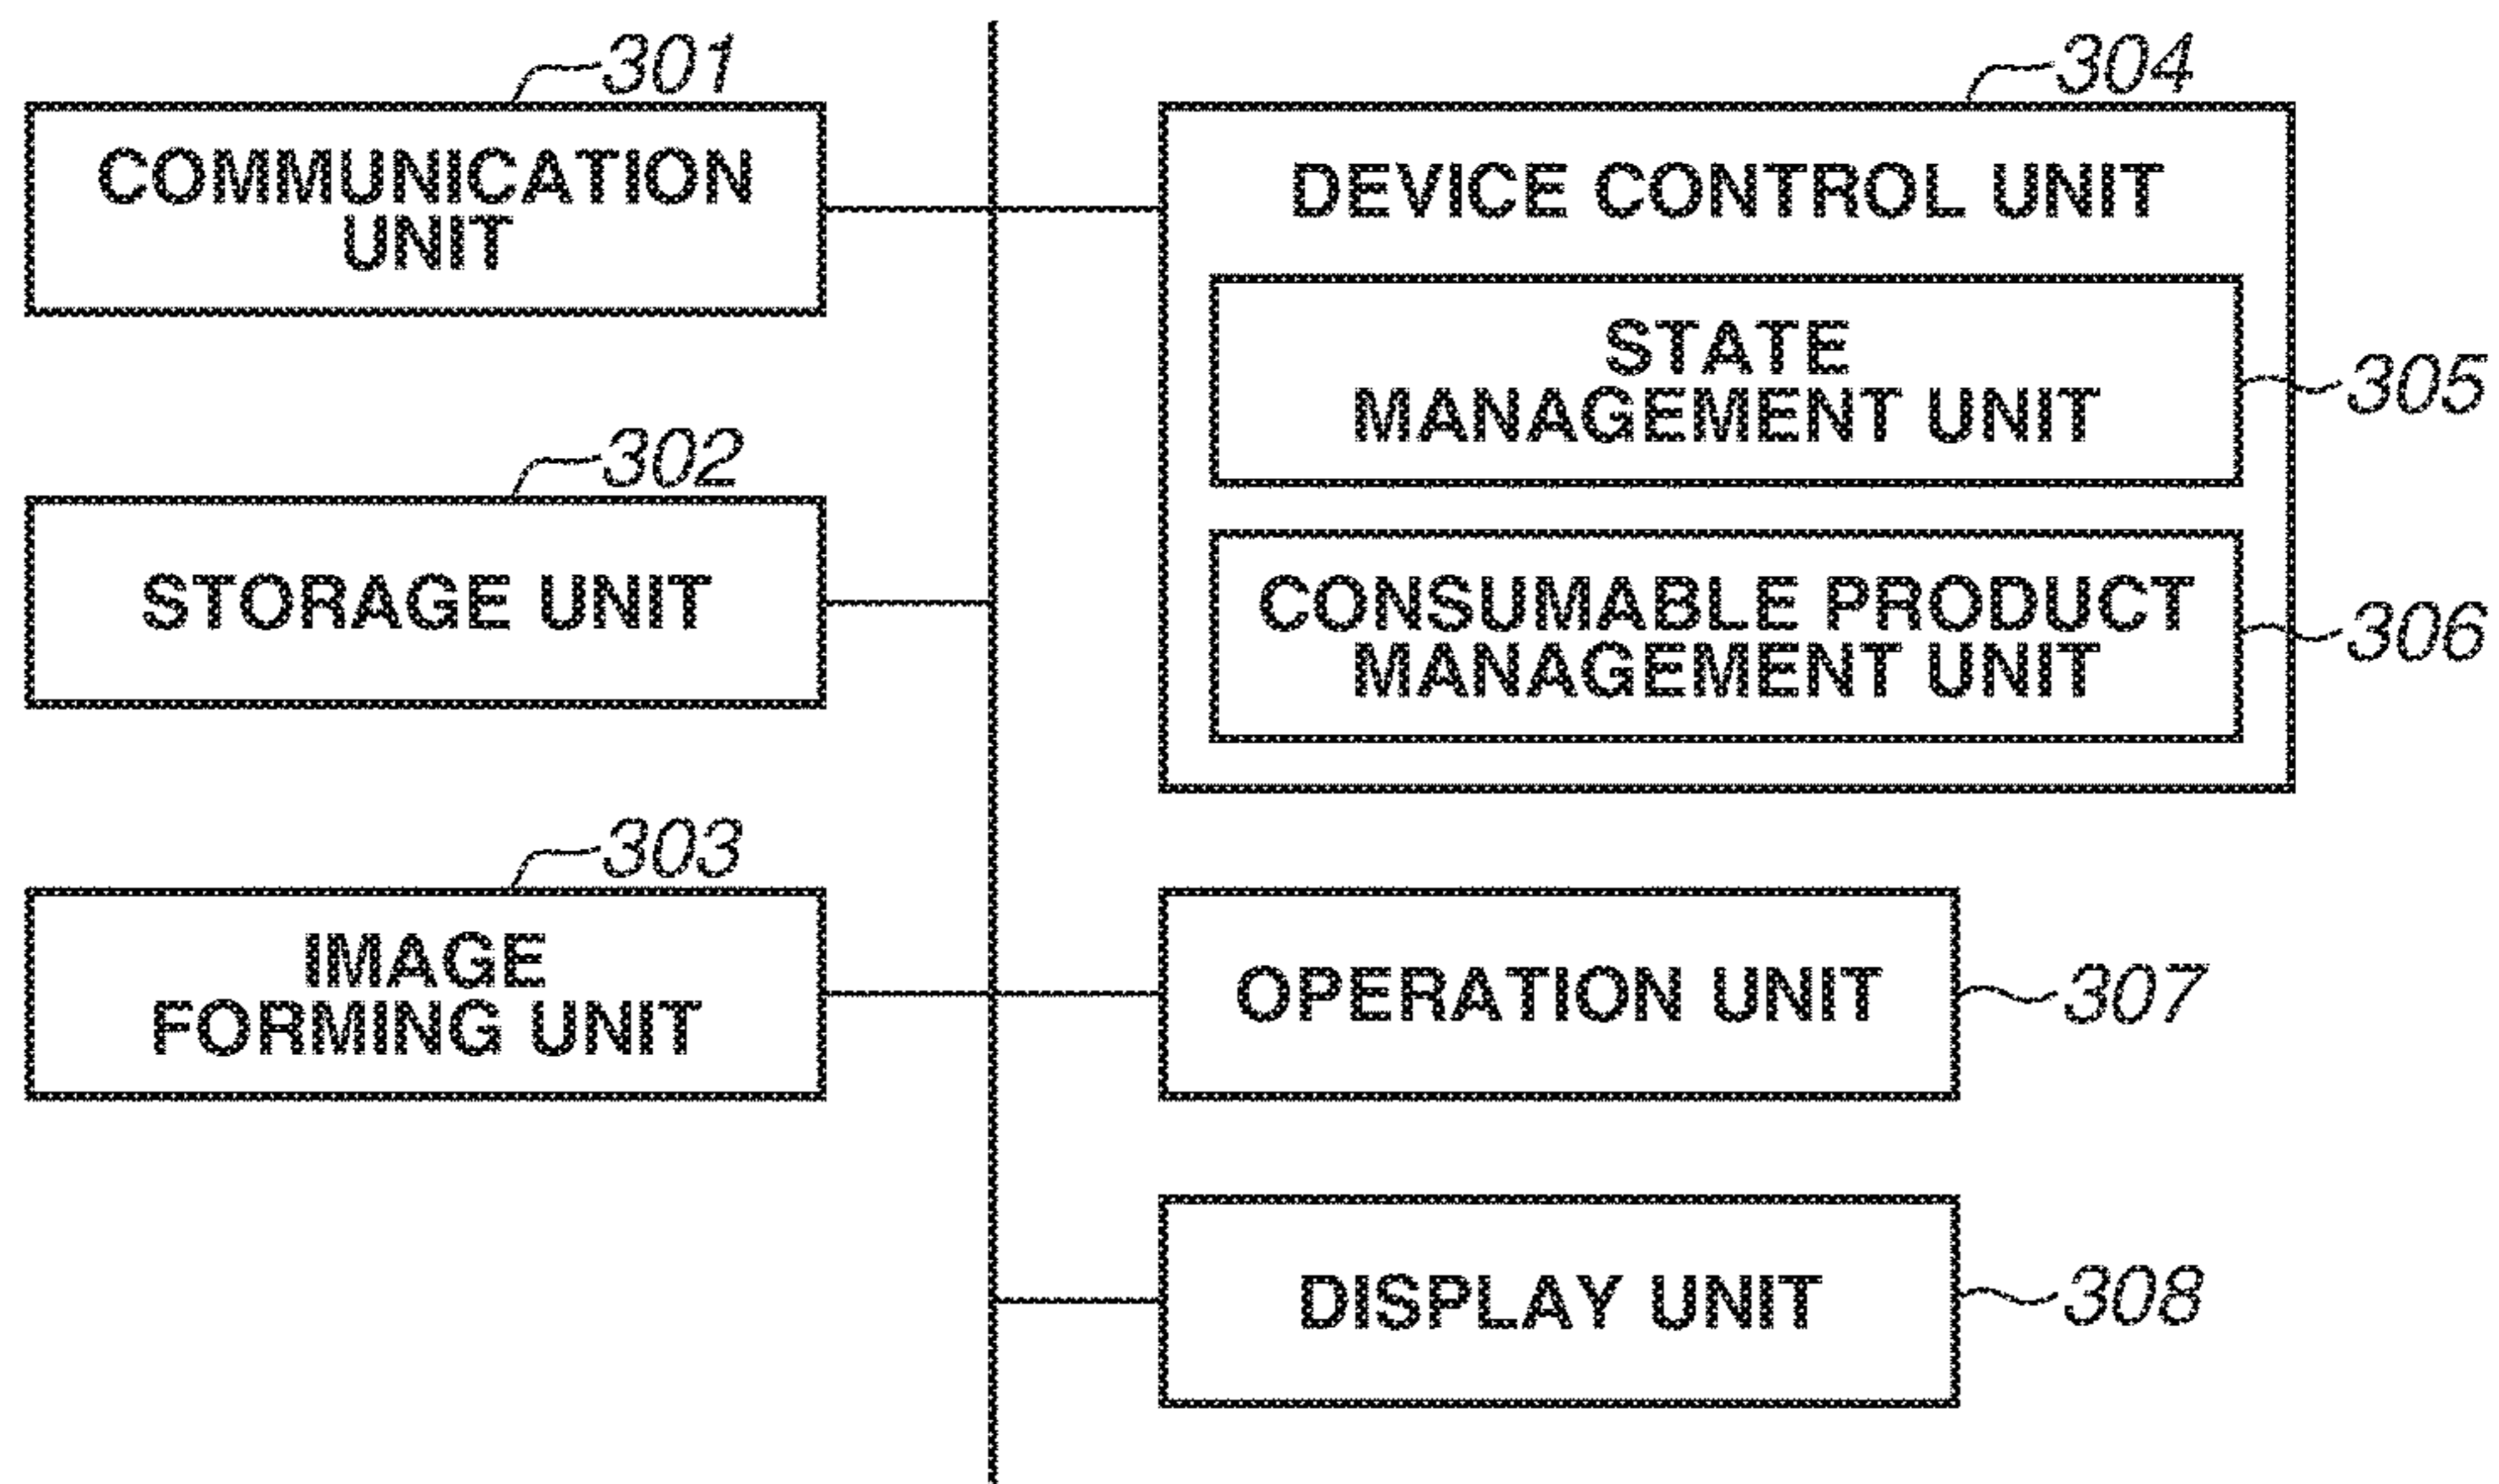 301
COMMUNICATION
UNIT
302
STORAGE UNIT
303
IMAGE
FORMING UNIT
304
DEVICE CONTROL UNIT
STATE
MANAGEMENT UNIT
305
CONSUMABLE PRODUCT
MANAGEMENT UNIT
306
OPERATION UNIT
307
DISPLAY UNIT
308